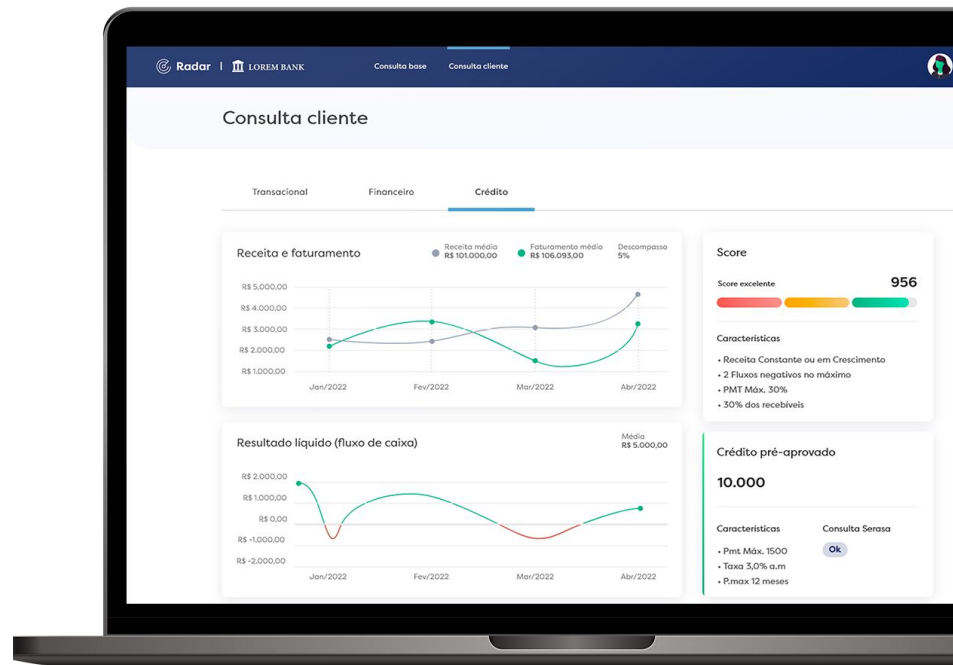 Radar | LOREM BANK
Consulta base
Consulta cliente
Consulta cliente
Transacional
Financeiro
Crédito
Receita e faturamento
Receita média
R$ 101.000,00
Faturamento médio
R$ 106.093,00
Descompasso
5%
R$ 5.000,00
R$ 4.000,00
R$ 3.000,00
R$ 2.000,00
R$ 1.000,00
Jan/2022
Fev/2022
Mar/2022
Abr/2022
Score
Score excelente
956
Características
• Receita Constante ou em Crescimento
• 2 Fluxos negativos no máximo
• PMT Máx. 30%
• 30% dos recebíveis
Resultado líquido (fluxo de caixa)
Média
R$ 5.000,00
R$ 2.000,00
R$ 1.000,00
R$ 0,00
R$ -1.000,00
R$ -2.000,00
Jan/2022
Fev/2022
Mar/2022
Abr/2022
Crédito pré-aprovado
10.000
Características
• Pmt Máx. 1500
• Taxa 3,0% a.m
• P.max 12 meses
Consulta Serasa
Ok